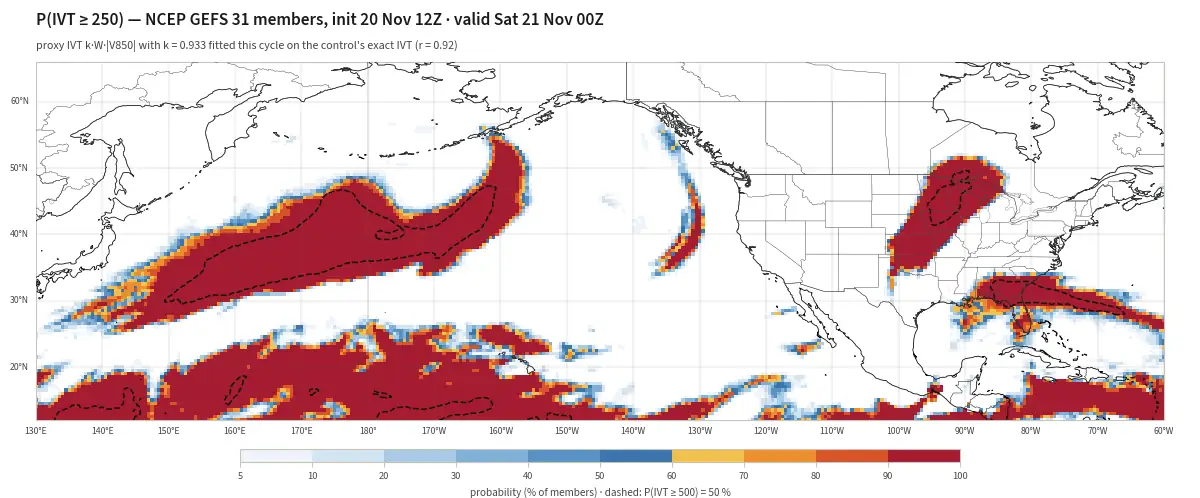 P(IVT ≥ 250) — NCEP GEFS 31 members, init 20 Nov 12Z · valid Sat 21 Nov 00Z
proxy IVT k·W·|V850| with k = 0.933 fitted this cycle on the control's exact IVT (r = 0.92)
60°N
50°N
40°N
30°N
20°N
130°E 140°E 150°E 160°E 170°E 180° 170°W 160°W 150°W 140°W 130°W 120°W 110°W 100°W 90°W 80°W 70°W 60°W
5 10 20 30 40 50 60 70 80 90 100
probability (% of members) · dashed: P(IVT ≥ 500) = 50 %